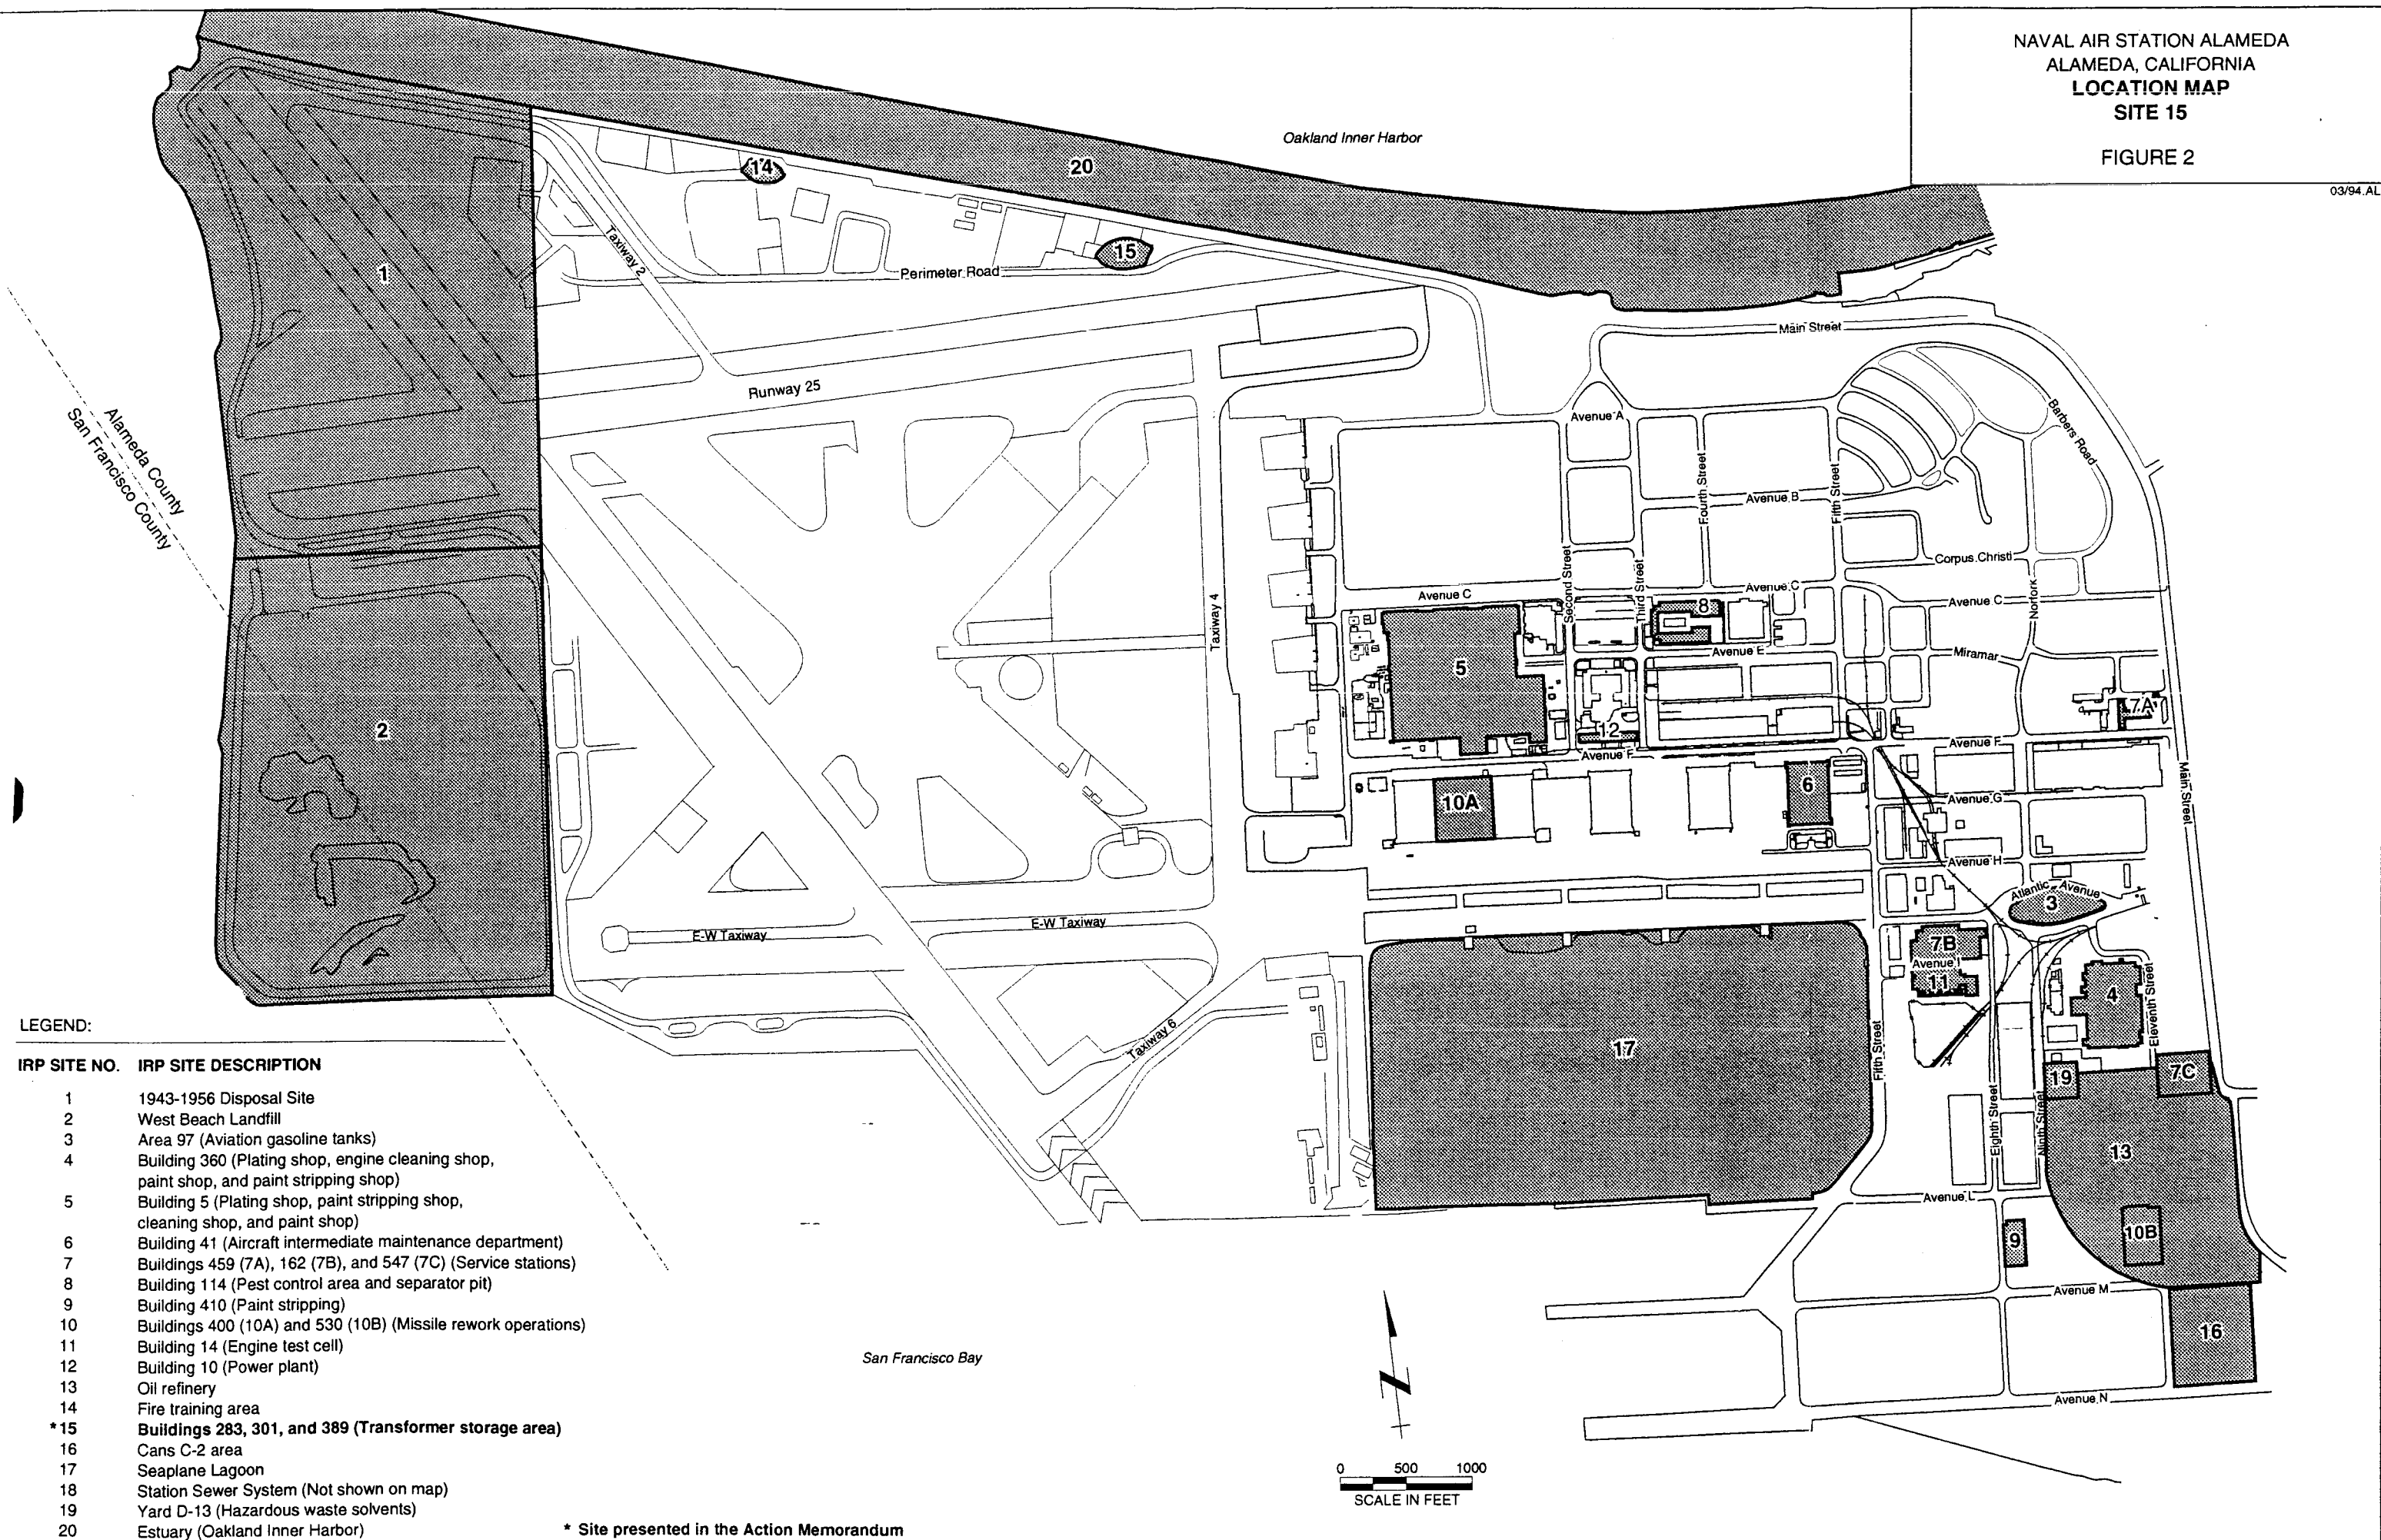 NAVAL AIR STATION ALAMEDA
ALAMEDA, CALIFORNIA
LOCATION MAP
SITE 15
FIGURE 2
03/94.AL
Oakland Inner Harbor
20
14
15
1
Taxiway 2
Perimeter Road
Main Street
Runway 25
Avenue A
Barbers Road
Alameda County
San Francisco County
Fourth Street
Avenue B
Fifth Street
Corpus Christi
Second Street
Third Street
Avenue C
Avenue C
Avenue C
Norfork
Taxiway 4
8
Avenue E
Miramar
5
7A
2
12
Avenue F
Avenue F
Main Street
10A
6
Avenue G
Avenue H
Atlantic Avenue
3
E-W Taxiway
E-W Taxiway
7B
Avenue I
11
4
Eleventh Street
Taxiway 6
17
Fifth Street
19
7C
Eighth Street
Ninth Street
13
Avenue L
9
10B
Avenue M
16
Avenue N
San Francisco Bay
N
0 500 1000
SCALE IN FEET
LEGEND:
IRP SITE NO. IRP SITE DESCRIPTION
1 1943-1956 Disposal Site
2 West Beach Landfill
3 Area 97 (Aviation gasoline tanks)
4 Building 360 (Plating shop, engine cleaning shop,
paint shop, and paint stripping shop)
5 Building 5 (Plating shop, paint stripping shop,
cleaning shop, and paint shop)
6 Building 41 (Aircraft intermediate maintenance department)
7 Buildings 459 (7A), 162 (7B), and 547 (7C) (Service stations)
8 Building 114 (Pest control area and separator pit)
9 Building 410 (Paint stripping)
10 Buildings 400 (10A) and 530 (10B) (Missile rework operations)
11 Building 14 (Engine test cell)
12 Building 10 (Power plant)
13 Oil refinery
14 Fire training area
*15 Buildings 283, 301, and 389 (Transformer storage area)
16 Cans C-2 area
17 Seaplane Lagoon
18 Station Sewer System (Not shown on map)
19 Yard D-13 (Hazardous waste solvents)
20 Estuary (Oakland Inner Harbor)
* Site presented in the Action Memorandum